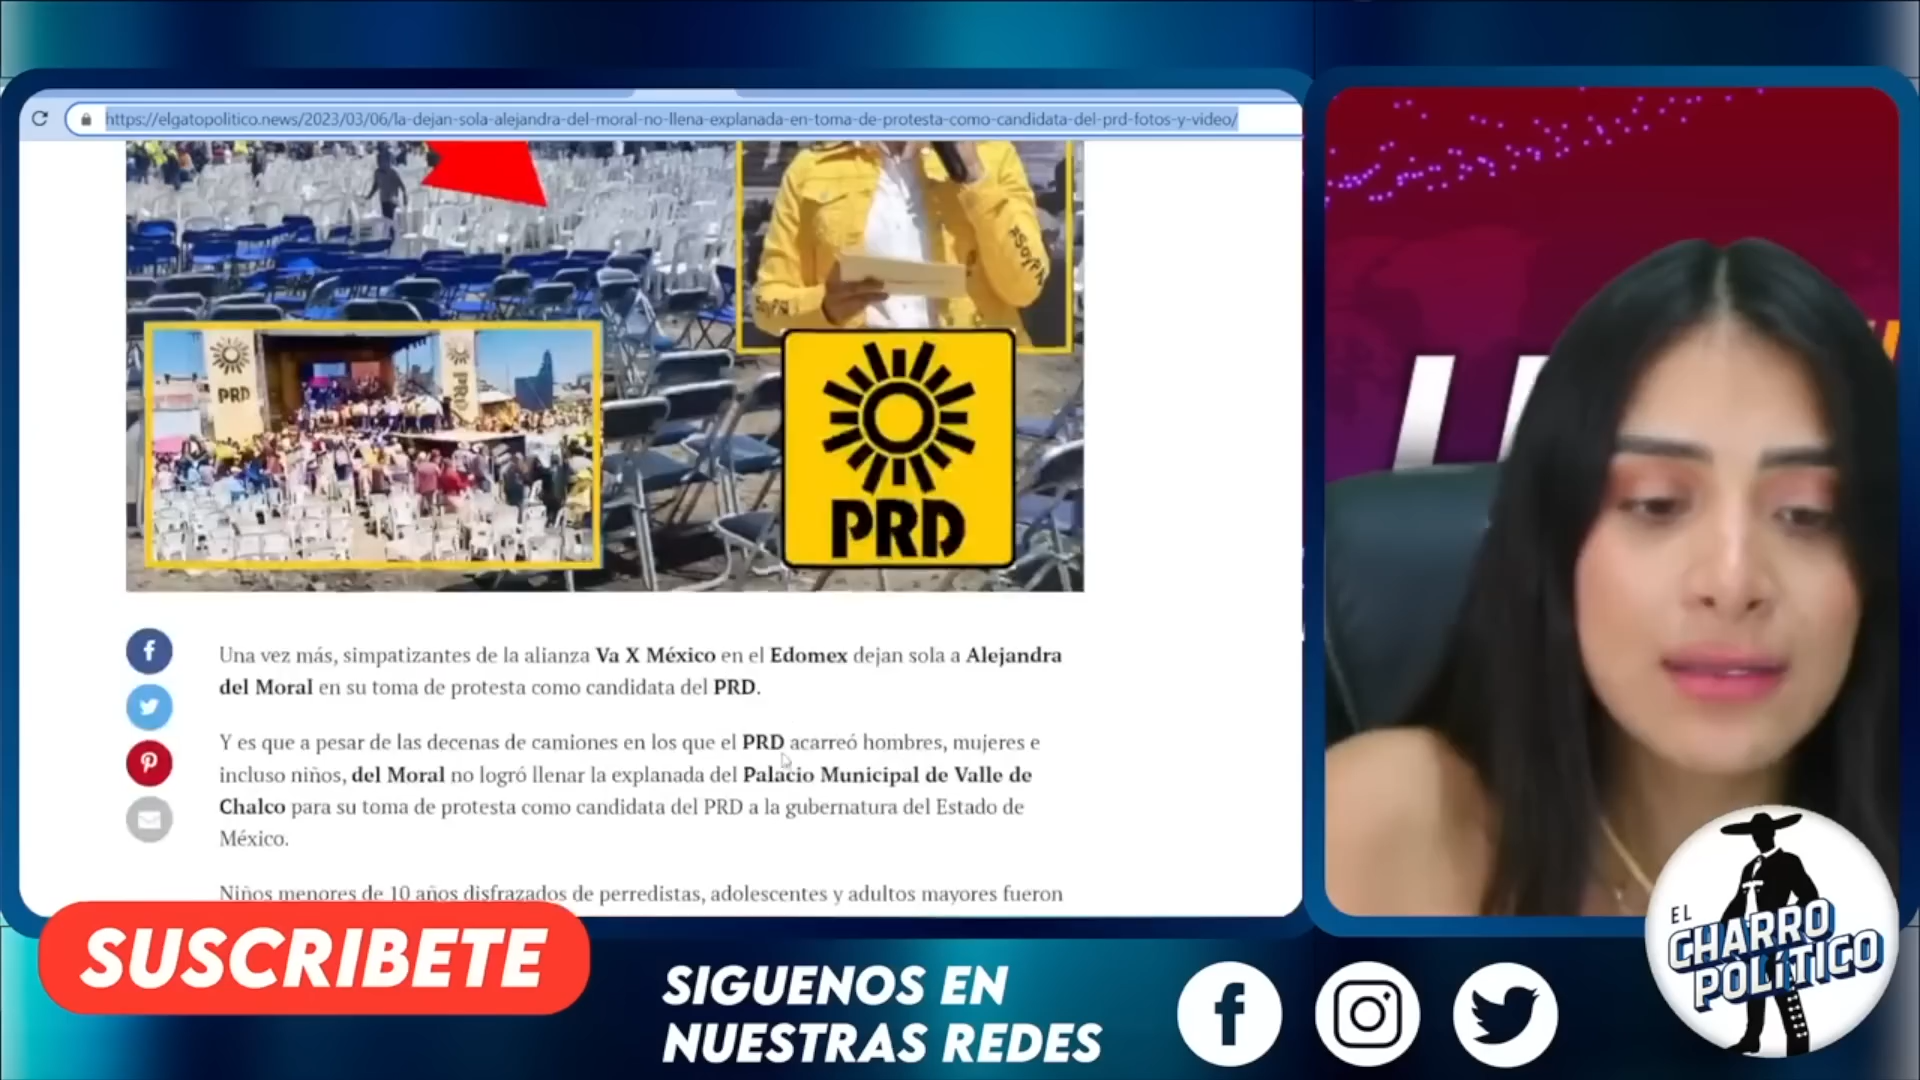 https://elgatopolitico.news/2023/03/06/la-dejan-sola-alejandra-del-moral-no-llena-explanada-en-toma-de-protesta-como-candidata-del-prd-fotos-y-video/
PRD
PRD
PRD
Una vez más, simpatizantes de la alianza Va X México en el Edomex dejan sola a Alejandra
del Moral en su toma de protesta como candidata del PRD.
Y es que a pesar de las decenas de camiones en los que el PRD acarreó hombres, mujeres e
incluso niños, del Moral no logró llenar la explanada del Palacio Municipal de Valle de
Chalco para su toma de protesta como candidata del PRD a la gubernatura del Estado de
México.
Niños menores de 10 años disfrazados de perredistas, adolescentes y adultos mayores fueron
SUSCRIBETE
SIGUENOS EN
NUESTRAS REDES
EL
CHARRO
POLÍTICO